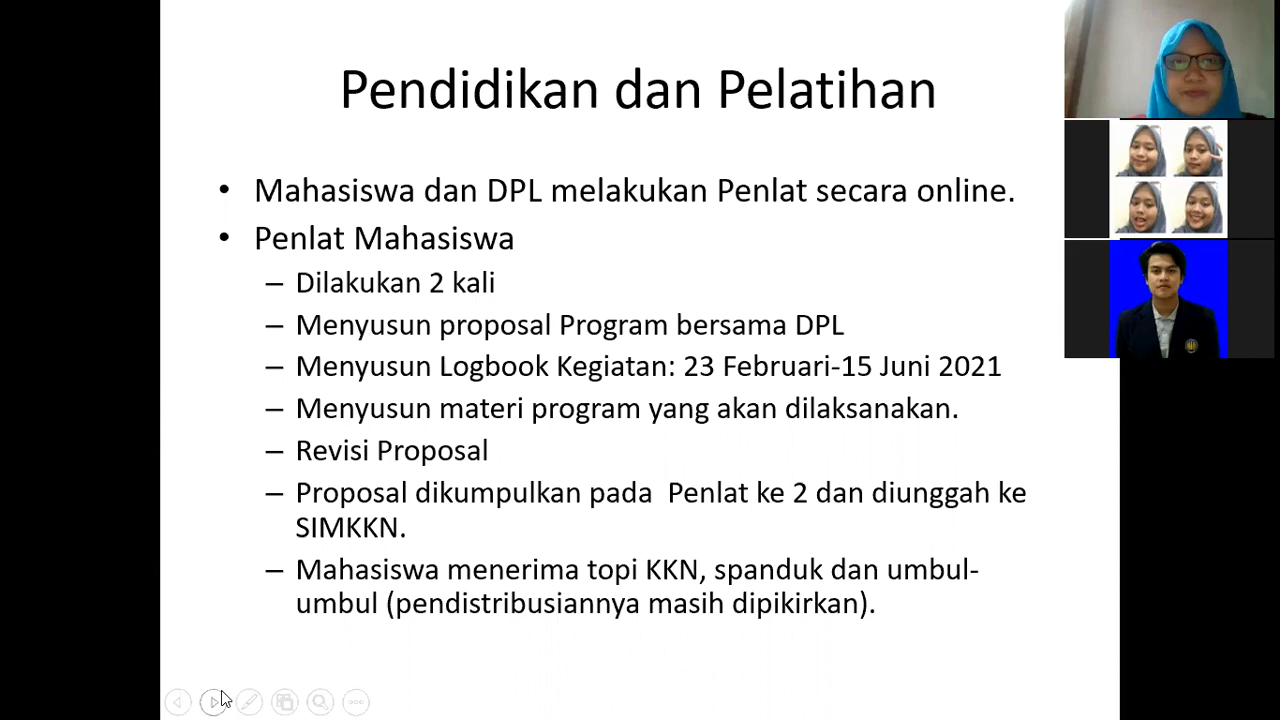 Pendidikan dan Pelatihan
• Mahasiswa dan DPL melakukan Penlat secara online.
• Penlat Mahasiswa
– Dilakukan 2 kali
– Menyusun proposal Program bersama DPL
– Menyusun Logbook Kegiatan: 23 Februari-15 Juni 2021
– Menyusun materi program yang akan dilaksanakan.
– Revisi Proposal
– Proposal dikumpulkan pada  Penlat ke 2 dan diunggah ke
SIMKKN.
– Mahasiswa menerima topi KKN, spanduk dan umbul-
umbul (pendistribusiannya masih dipikirkan).